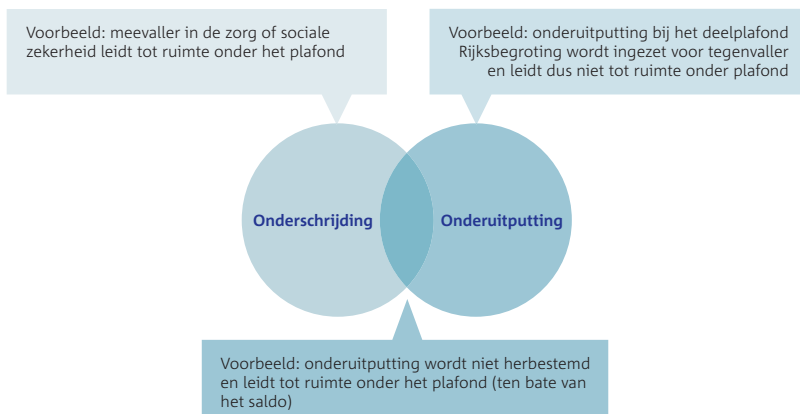 Voorbeeld: meevaller in de zorg of sociale
zekerheid leidt tot ruimte onder het plafond
Voorbeeld: onderuitputting bij het deelplafond
Rijksbegroting wordt ingezet voor tegenvaller
en leidt dus niet tot ruimte onder plafond
Onderschrijding
Onderuitputting
Voorbeeld: onderuitputting wordt niet herbestemd
en leidt tot ruimte onder het plafond (ten bate van
het saldo)